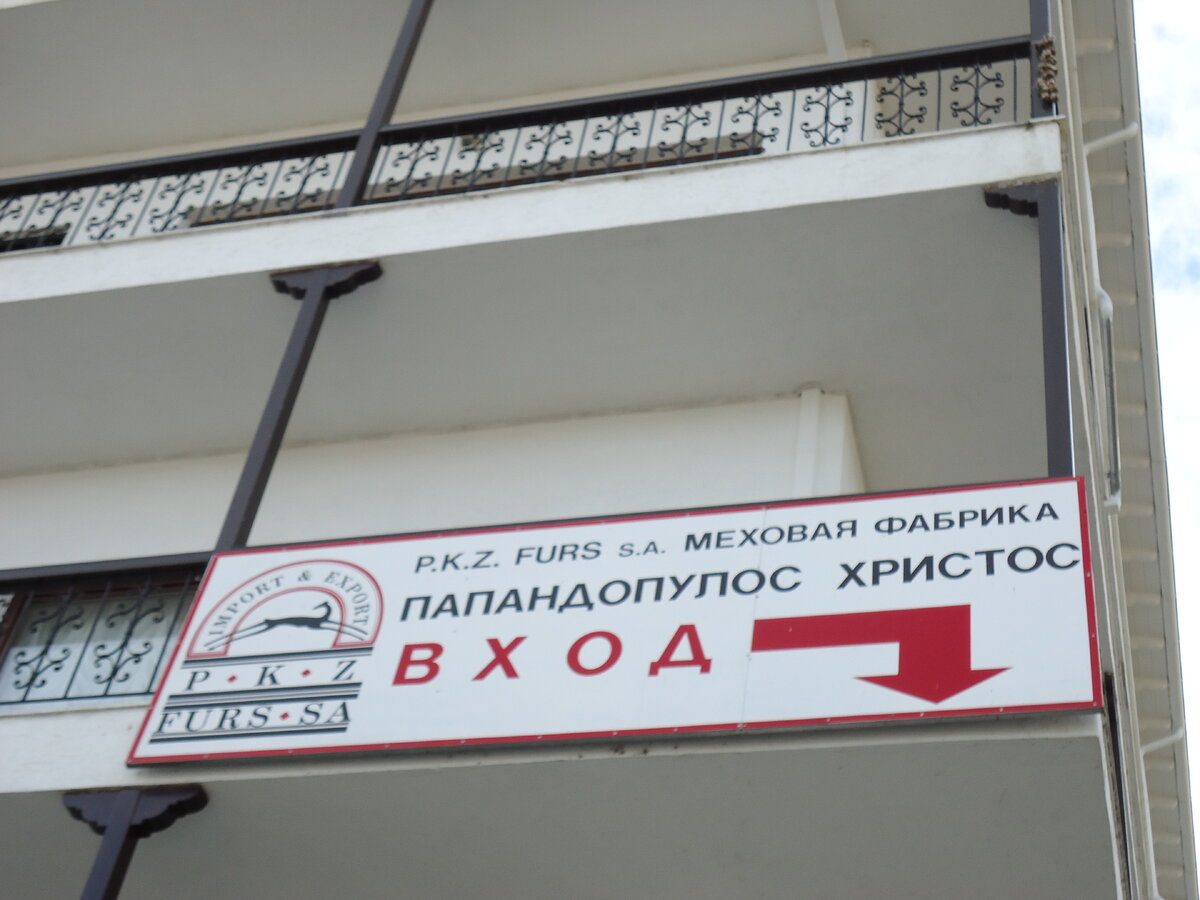 IMPORT & EXPORT
P • K • Z
FURS • SA
P.K.Z. FURS S.A. МЕХОВАЯ ФАБРИКА
ПАПАНДОПУЛОС ХРИСТОС
ВХОД